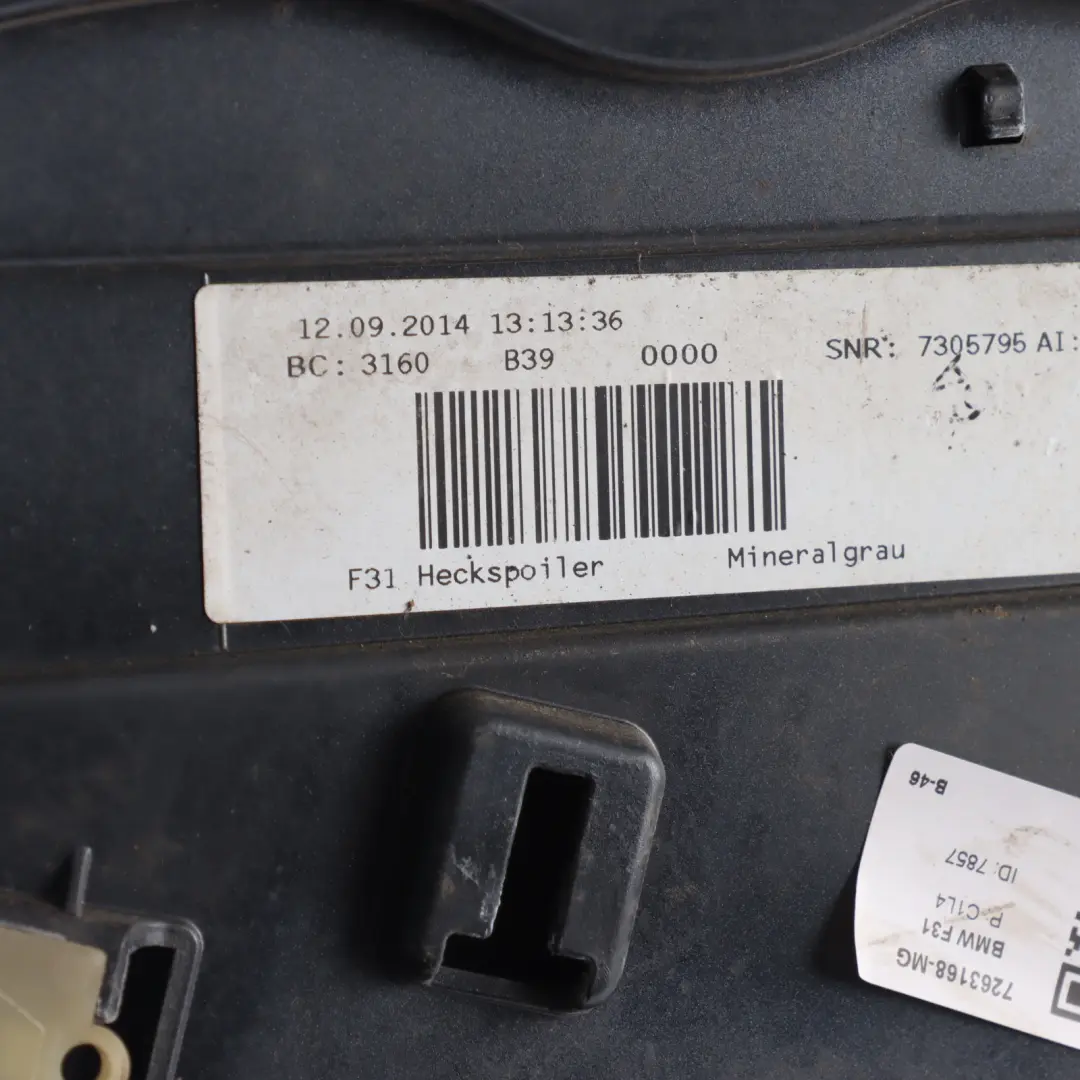 12.09.2014 13:13:36
BC: 3160 B39 0000 SNR: 7305795 AI:
F31 Heckspoiler Mineralgrau
7263168-MG
BMW F31
P: C1L4
ID: 7857
B-46